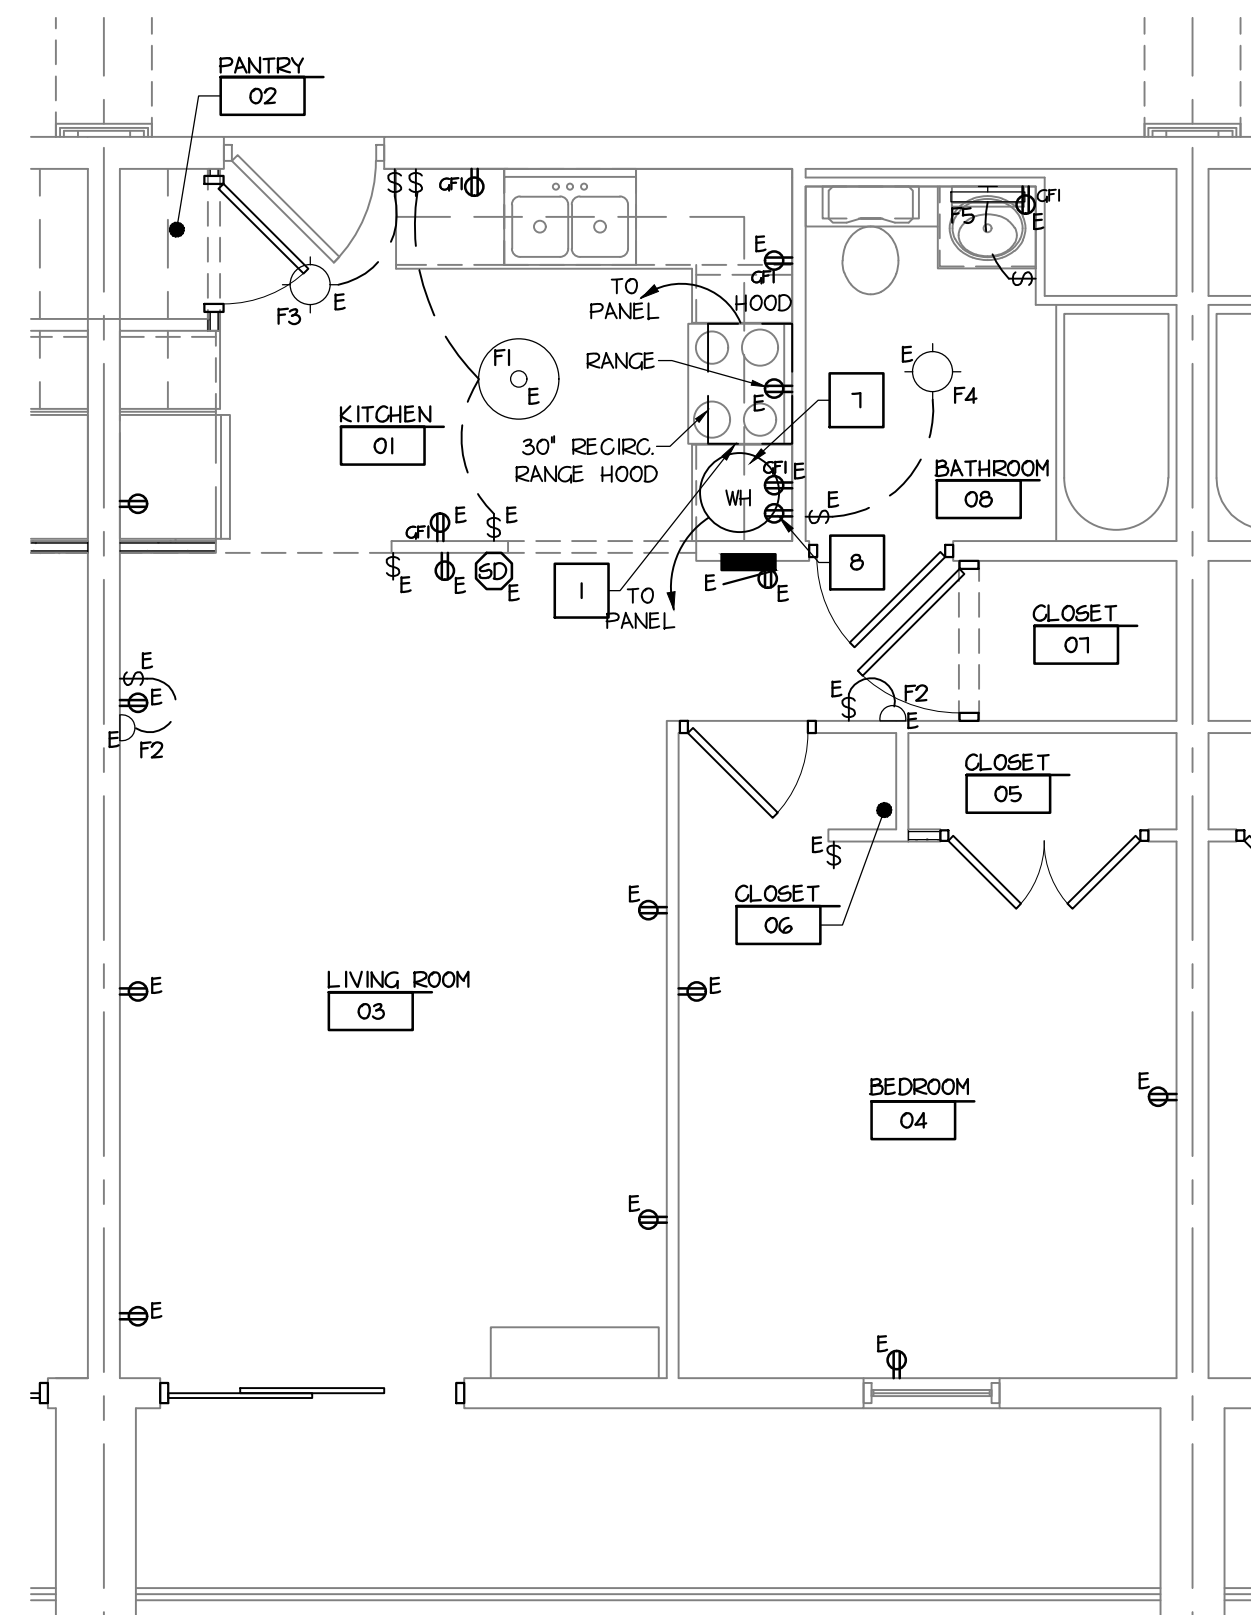 PANTRY
02
$ $ GFI
GFI
F5
E
E
GFI
HOOD
TO
PANEL
E
F3
F1
E
RANGE
E
E
F4
7
KITCHEN
01
30" RECIRC.
RANGE HOOD
GFI E
WH
BATHROOM
08
E
$
$
GFI E
$ E
$ E
E
SD
E
8
1
TO
PANEL
E
E
CLOSET
07
E
$
E
E
F2
E
$
F2
E
CLOSET
05
E $
CLOSET
06
E
E
E
LIVING ROOM
03
BEDROOM
04
E
E
E
E